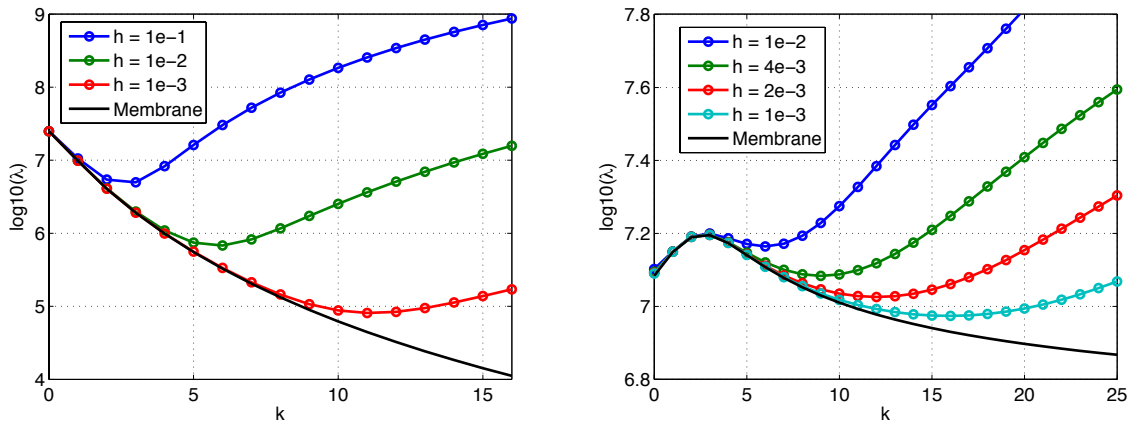 9
8
7
6
5
4
log10(λ)
0
5
10
15
k
h = 1e−1
h = 1e−2
h = 1e−3
Membrane
7.8
7.6
7.4
7.2
7
6.8
log10(λ)
0
5
10
15
20
25
k
h = 1e−2
h = 4e−3
h = 2e−3
h = 1e−3
Membrane